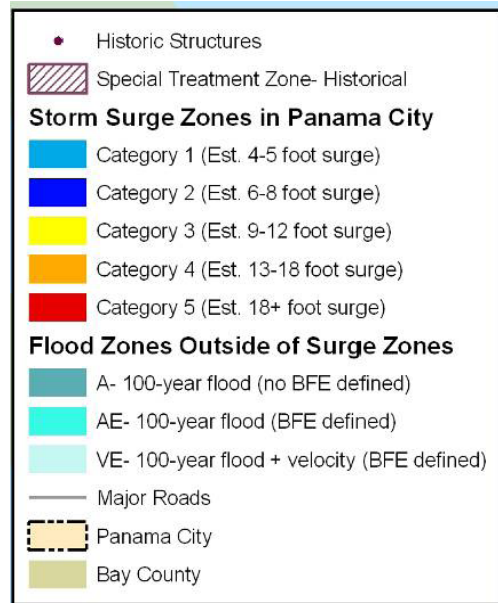 Historic Structures
Special Treatment Zone- Historical
Storm Surge Zones in Panama City
Category 1 (Est. 4-5 foot surge)
Category 2 (Est. 6-8 foot surge)
Category 3 (Est. 9-12 foot surge)
Category 4 (Est. 13-18 foot surge)
Category 5 (Est. 18+ foot surge)
Flood Zones Outside of Surge Zones
A- 100-year flood (no BFE defined)
AE- 100-year flood (BFE defined)
VE- 100-year flood + velocity (BFE defined)
Major Roads
Panama City
Bay County